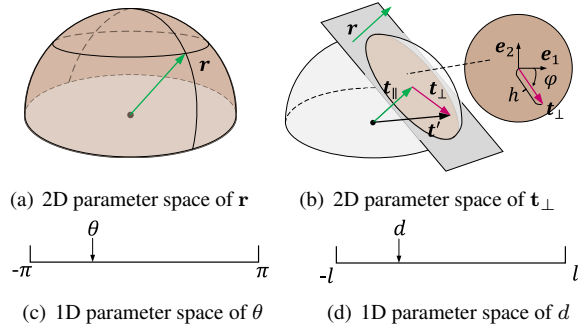 r
r
t∥
t⊥
t'
e₂
e₁
φ
h
t⊥
(a) 2D parameter space of r
(b) 2D parameter space of t⊥
θ
-π
π
d
-l
l
(c) 1D parameter space of θ
(d) 1D parameter space of d